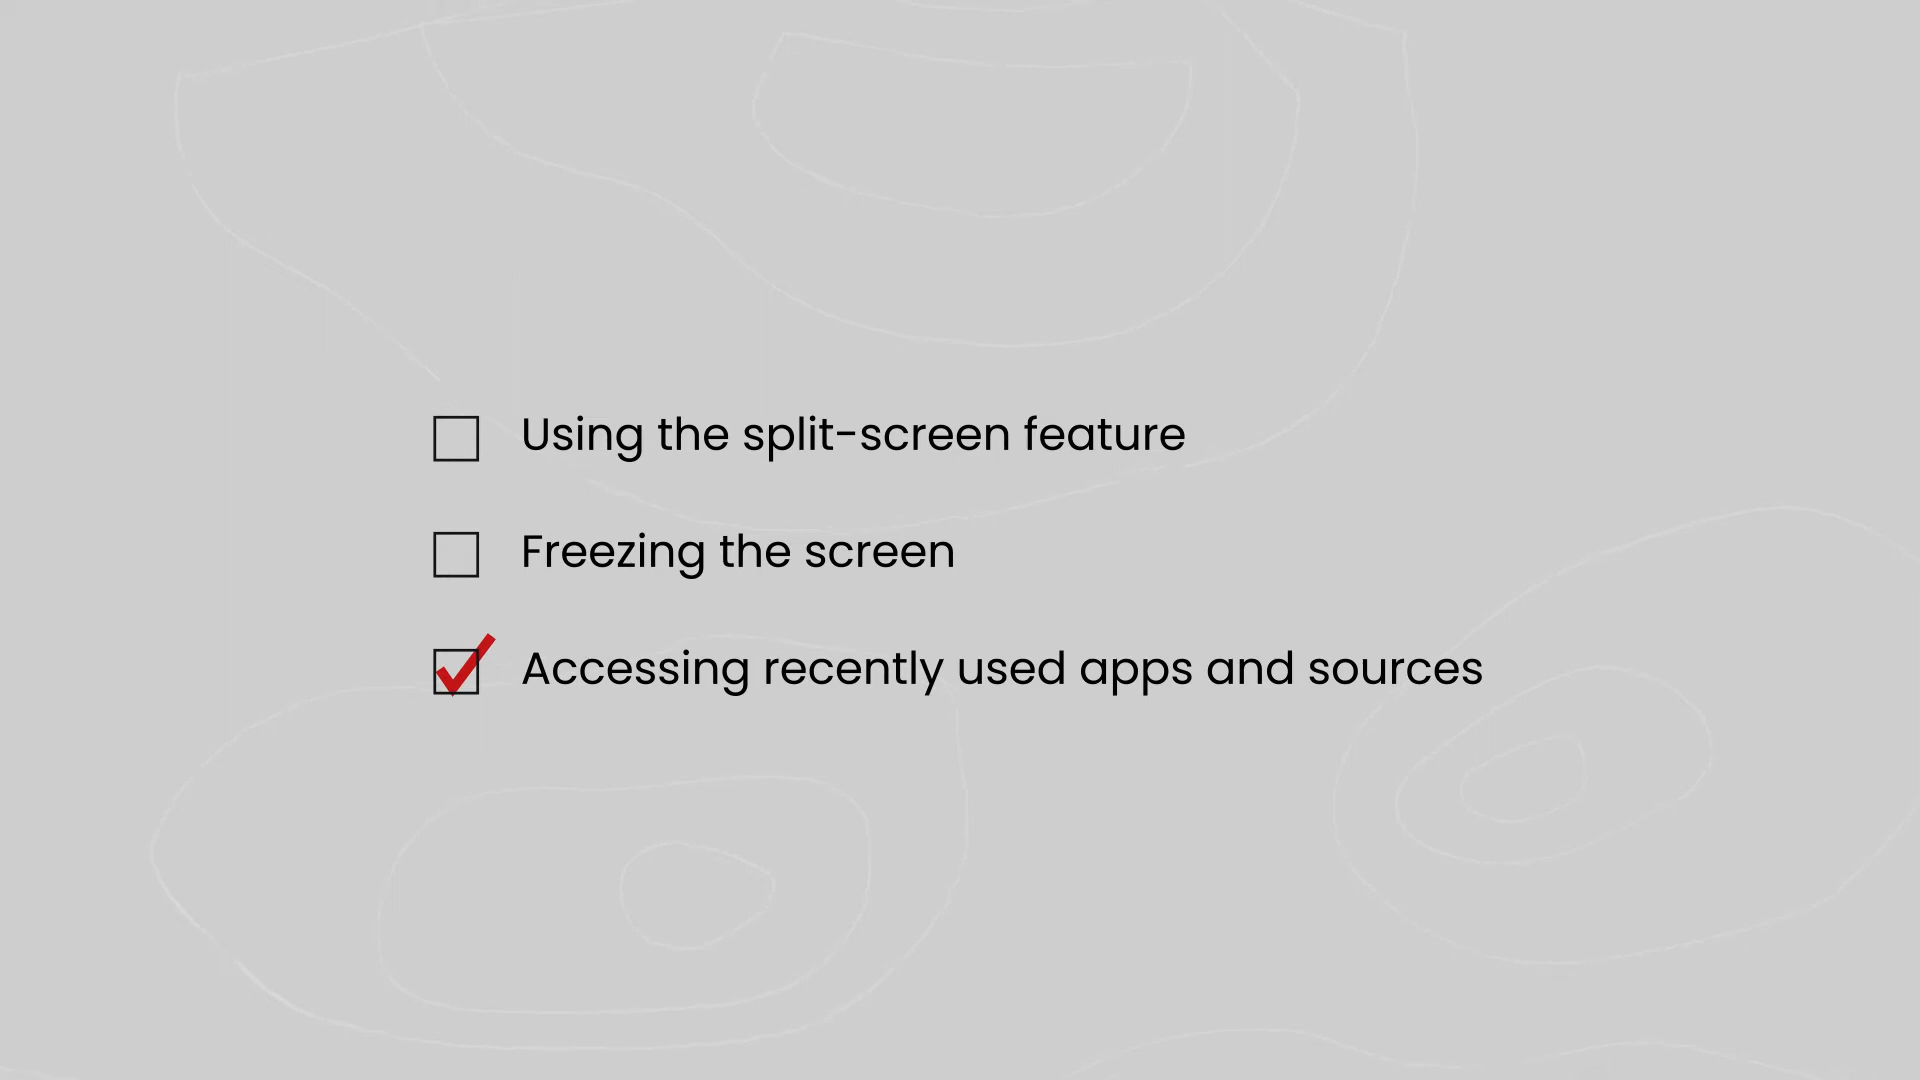 Using the split-screen feature
Freezing the screen
Accessing recently used apps and sources